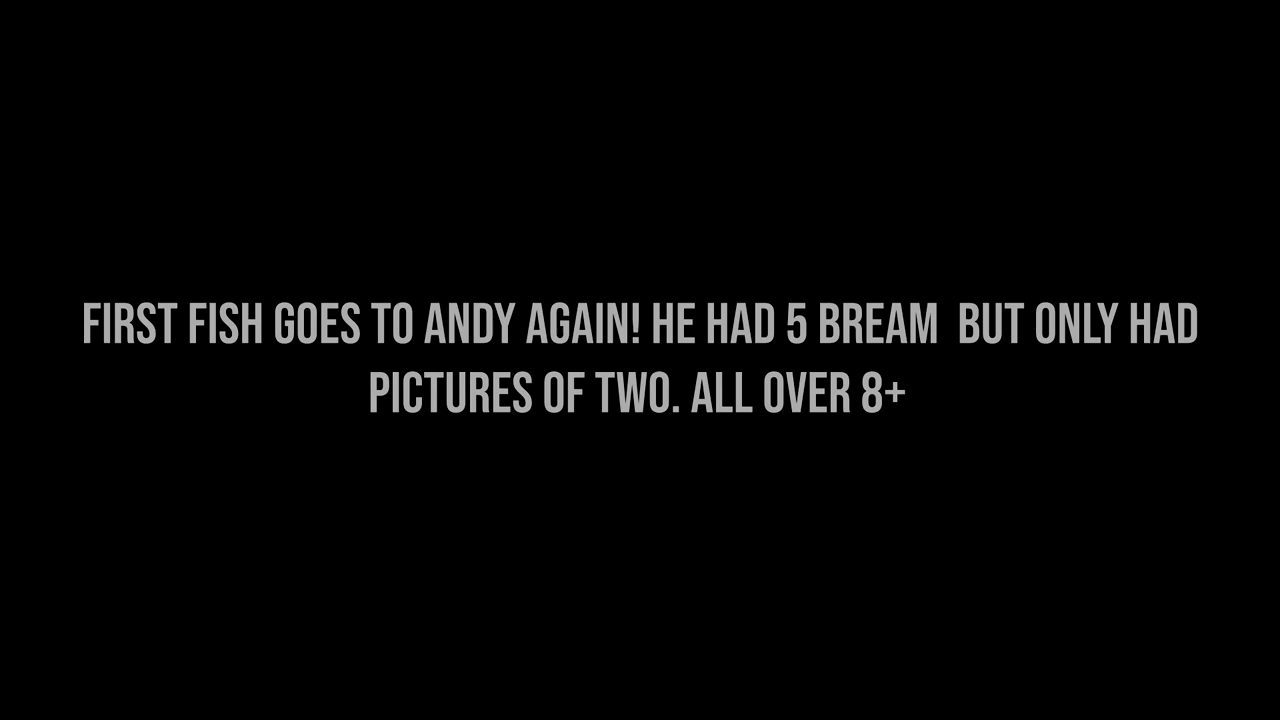 FIRST FISH GOES TO ANDY AGAIN! HE HAD 5 BREAM  BUT ONLY HAD
PICTURES OF TWO. ALL OVER 8+